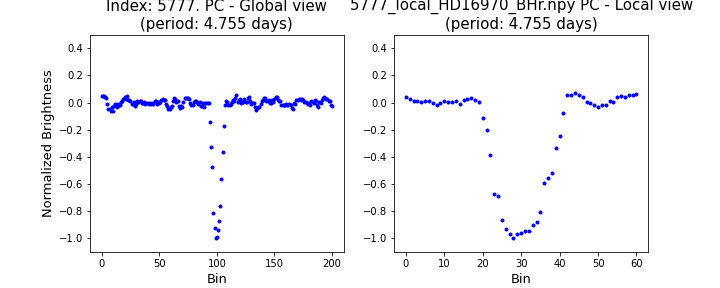 Index: 5777. PC - Global view
(period: 4.755 days)
5777_local_HD16970_BHr.npy PC - Local view
(period: 4.755 days)
Normalized Brightness
0.4
0.2
0.0
−0.2
−0.4
−0.6
−0.8
−1.0
0 50 100 150 200
Bin
0.4
0.2
0.0
−0.2
−0.4
−0.6
−0.8
−1.0
0 10 20 30 40 50 60
Bin